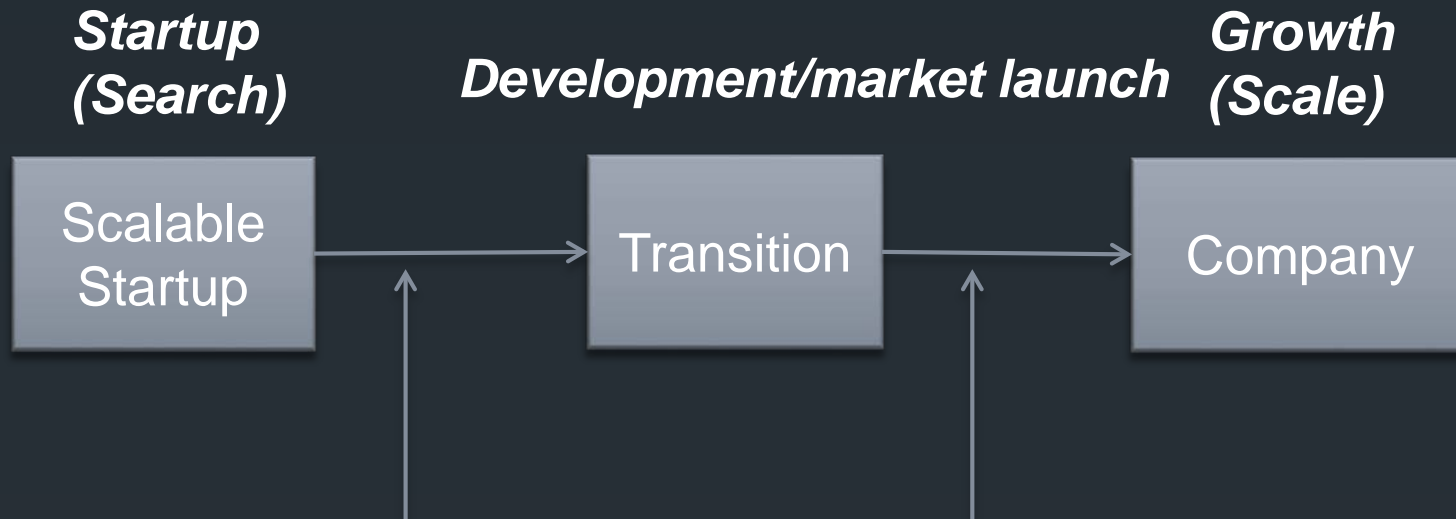 Startup
(Search)
Development/market launch
Growth
(Scale)
Scalable
Startup
Transition
Company